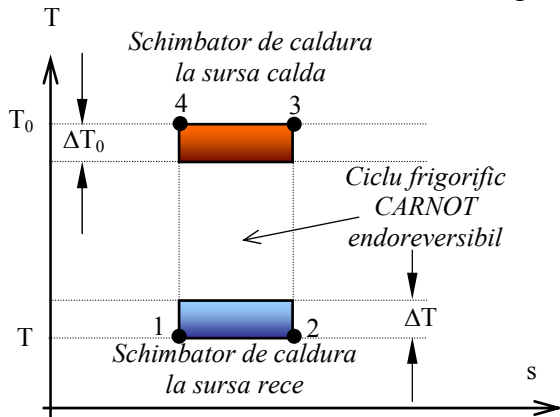 T
Schimbator de caldura
la sursa calda
4
3
T₀
ΔT₀
Ciclu frigorific
CARNOT
endoreversibil
1
2
ΔT
T
Schimbator de caldura
la sursa rece
s